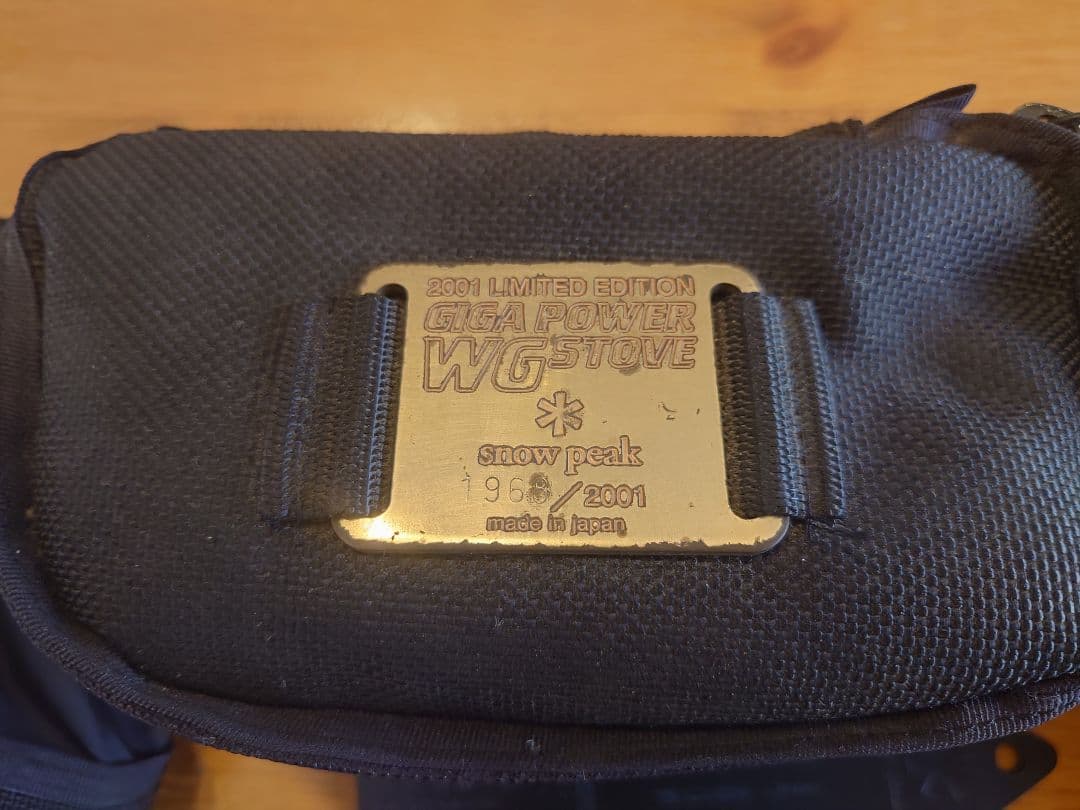 2001 LIMITED EDITION
GIGA POWER
WG STOVE
snow peak
/2001
made in japan